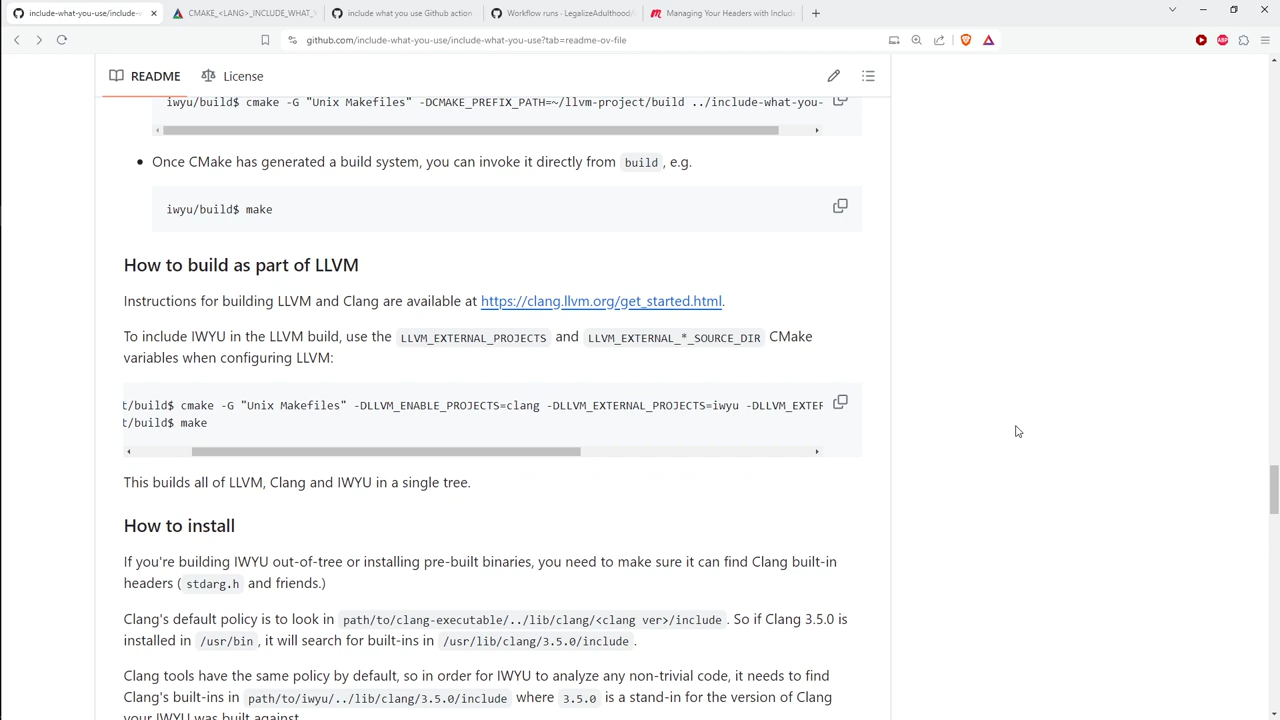 include-what-you-use/include-
CMAKE_<LANG>_INCLUDE_WHAT_Y
include what you use Github action
Workflow runs - LegalizeAdulthood/
Managing Your Headers with Includ
github.com/include-what-you-use/include-what-you-use?tab=readme-ov-file
README
License
iwyu/build$ cmake -G "Unix Makefiles" -DCMAKE_PREFIX_PATH=~/llvm-project/build ../include-what-you-
Once CMake has generated a build system, you can invoke it directly from build, e.g.
iwyu/build$ make
How to build as part of LLVM
Instructions for building LLVM and Clang are available at https://clang.llvm.org/get_started.html.
To include IWYU in the LLVM build, use the LLVM_EXTERNAL_PROJECTS and LLVM_EXTERNAL_*_SOURCE_DIR CMake
variables when configuring LLVM:
t/build$ cmake -G "Unix Makefiles" -DLLVM_ENABLE_PROJECTS=clang -DLLVM_EXTERNAL_PROJECTS=iwyu -DLLVM_EXTER
t/build$ make
This builds all of LLVM, Clang and IWYU in a single tree.
How to install
If you're building IWYU out-of-tree or installing pre-built binaries, you need to make sure it can find Clang built-in
headers ( stdarg.h and friends.)
Clang's default policy is to look in path/to/clang-executable/../lib/clang/<clang ver>/include. So if Clang 3.5.0 is
installed in /usr/bin, it will search for built-ins in /usr/lib/clang/3.5.0/include.
Clang tools have the same policy by default, so in order for IWYU to analyze any non-trivial code, it needs to find
Clang's built-ins in path/to/iwyu/../lib/clang/3.5.0/include where 3.5.0 is a stand-in for the version of Clang
your IWYU was built against.